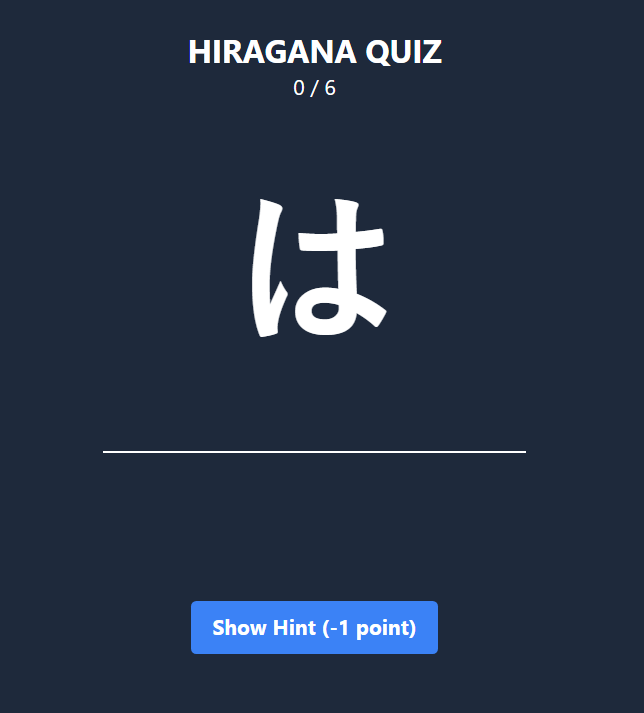 HIRAGANA QUIZ
0 / 6
は
Show Hint (-1 point)